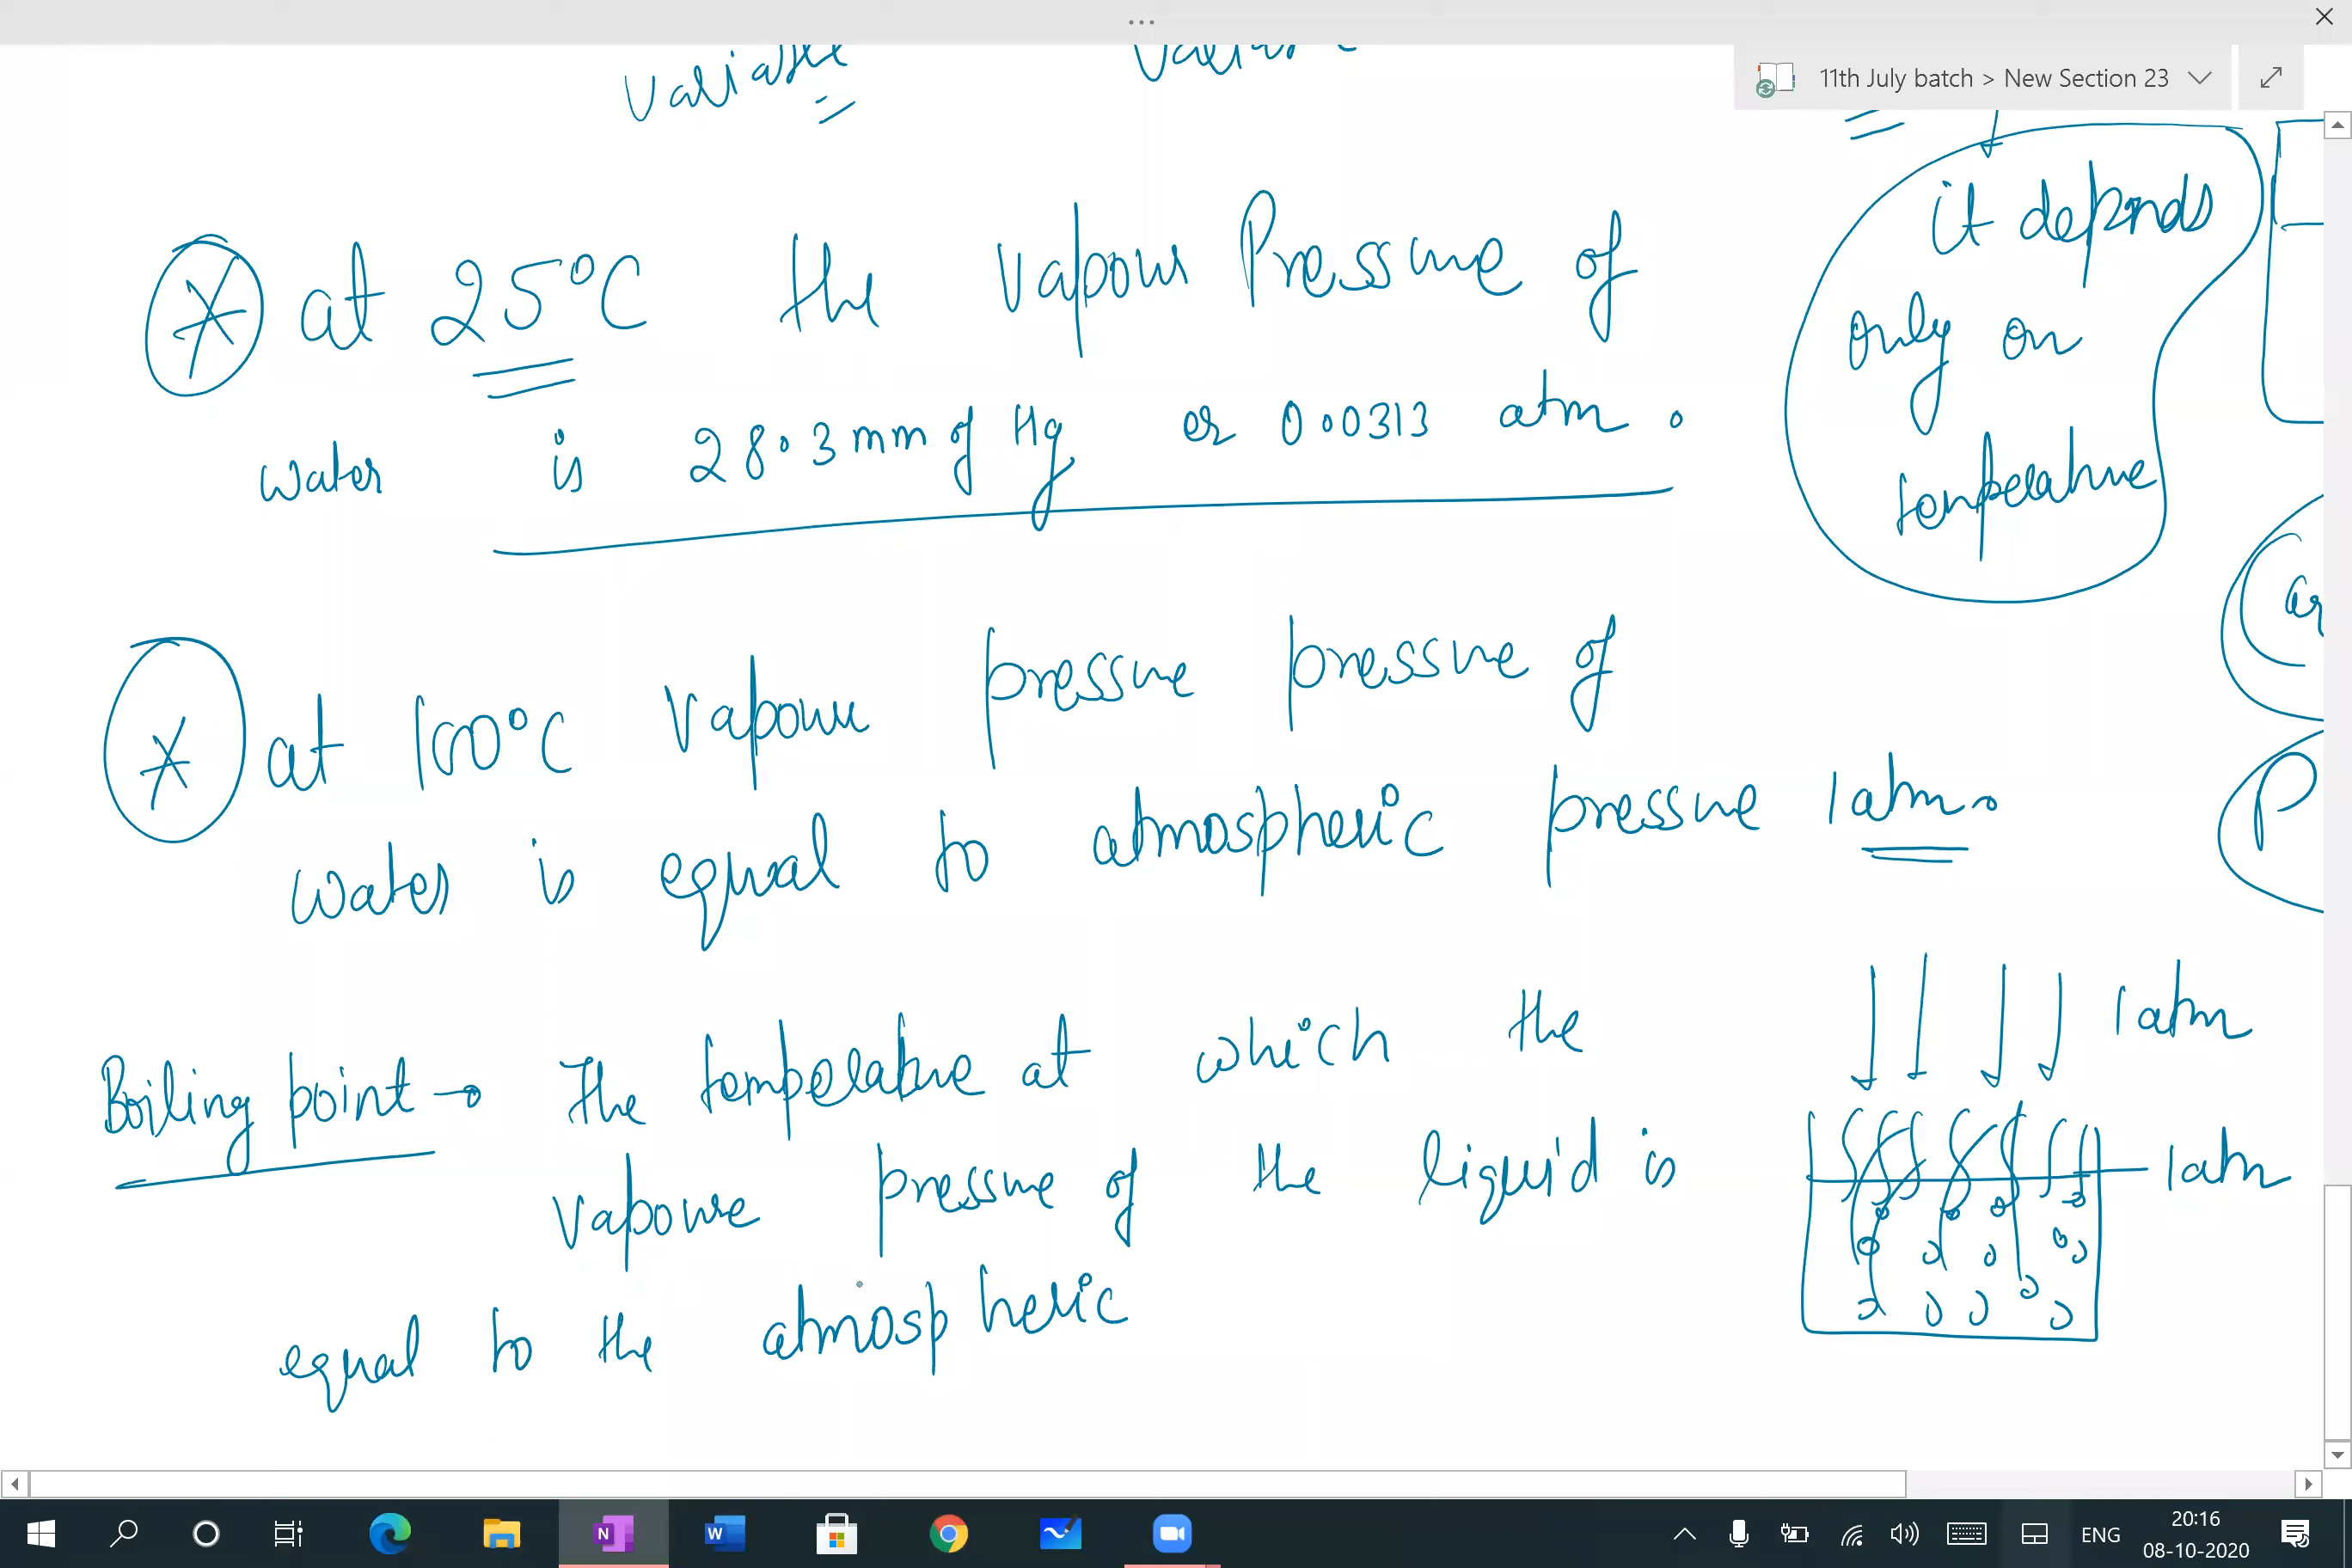 Variable
11th July batch > New Section 23
it depends
only on
temperature
at 25°C the vapour Pressure of
water is 28.3 mm of Hg or 0.0313 atm.
at 100°C vapour pressure pressure of
water is equal to atmospheric pressure 1atm.
P
Boiling point → The temperature at which the
vapoure pressure of the liquid is
equal to the atmospheric
1atm
1atm
ENG
20:16
08-10-2020